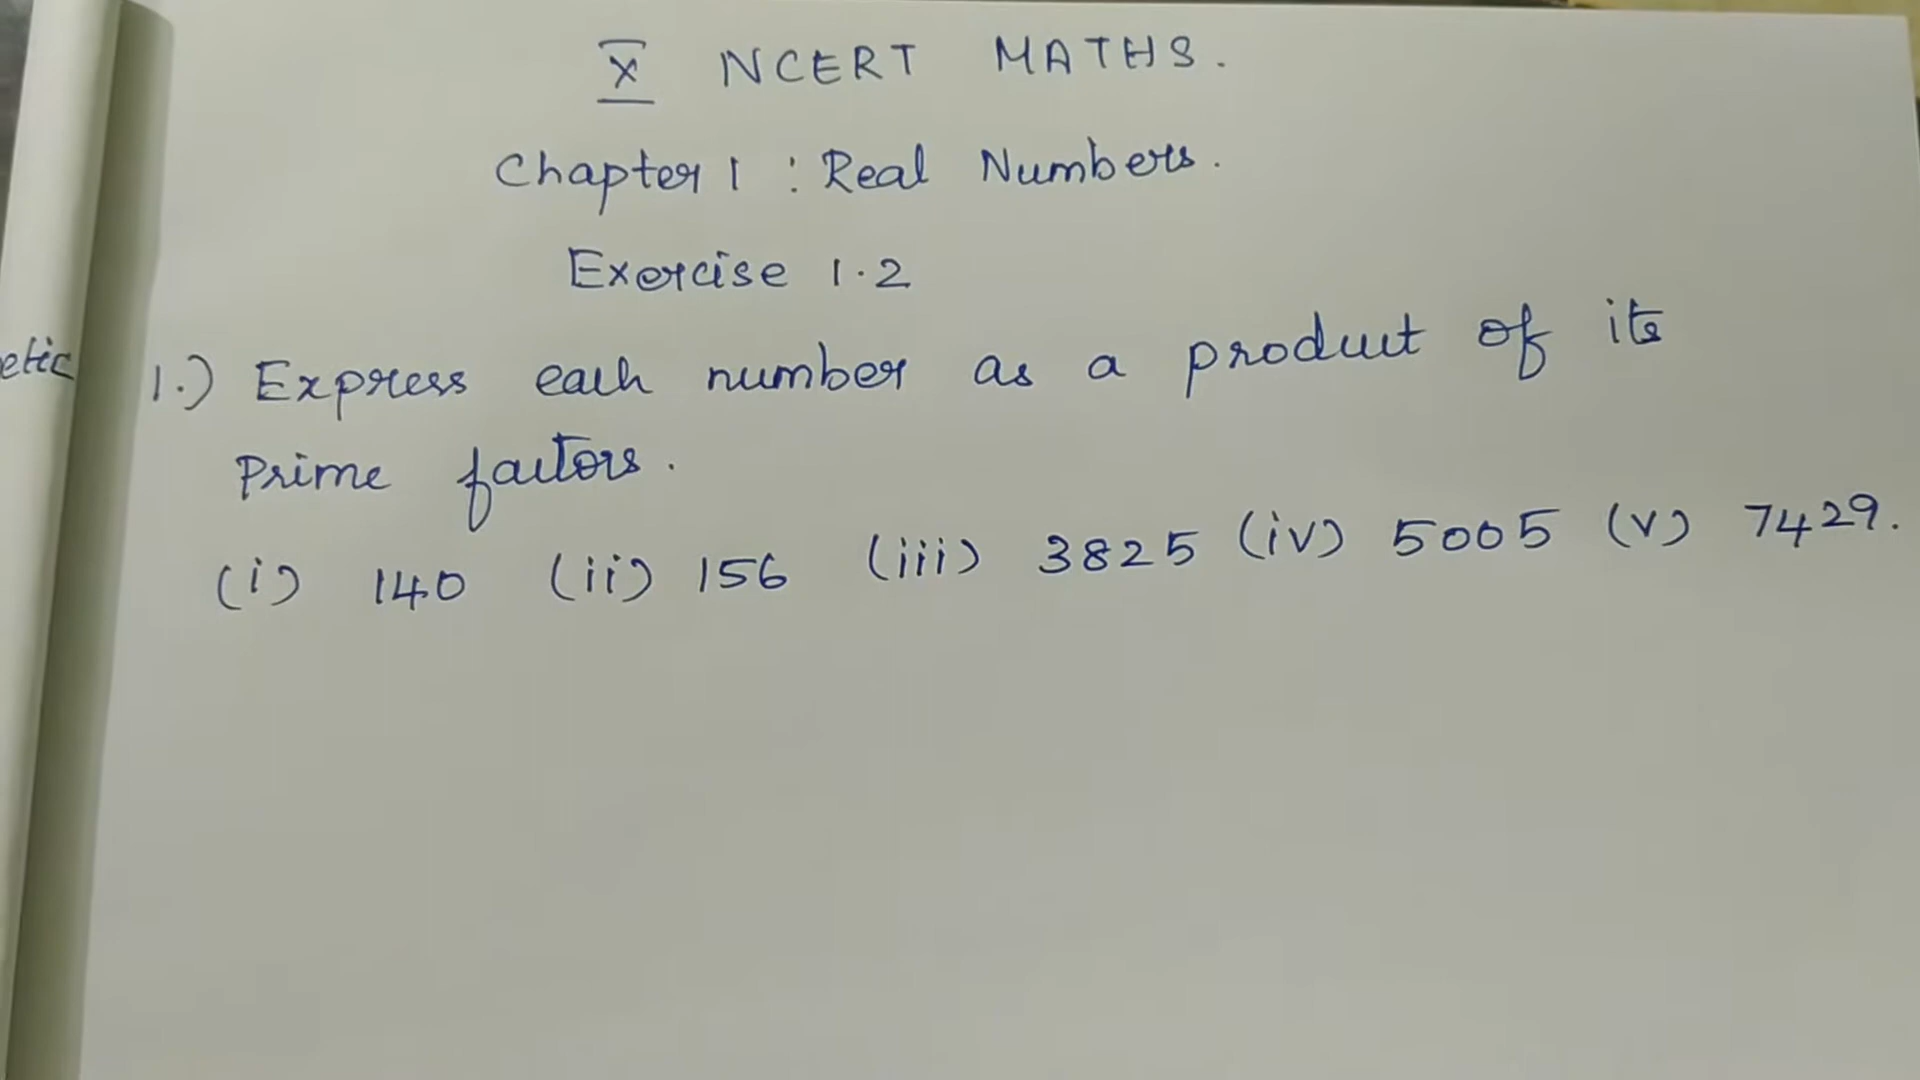 X NCERT MATHS.
Chapter 1 : Real Numbers.
Exercise 1.2
etic
1.) Express each number as a product of its
Prime factors.
(i) 140 (ii) 156 (iii) 3825 (iv) 5005 (v) 7429.